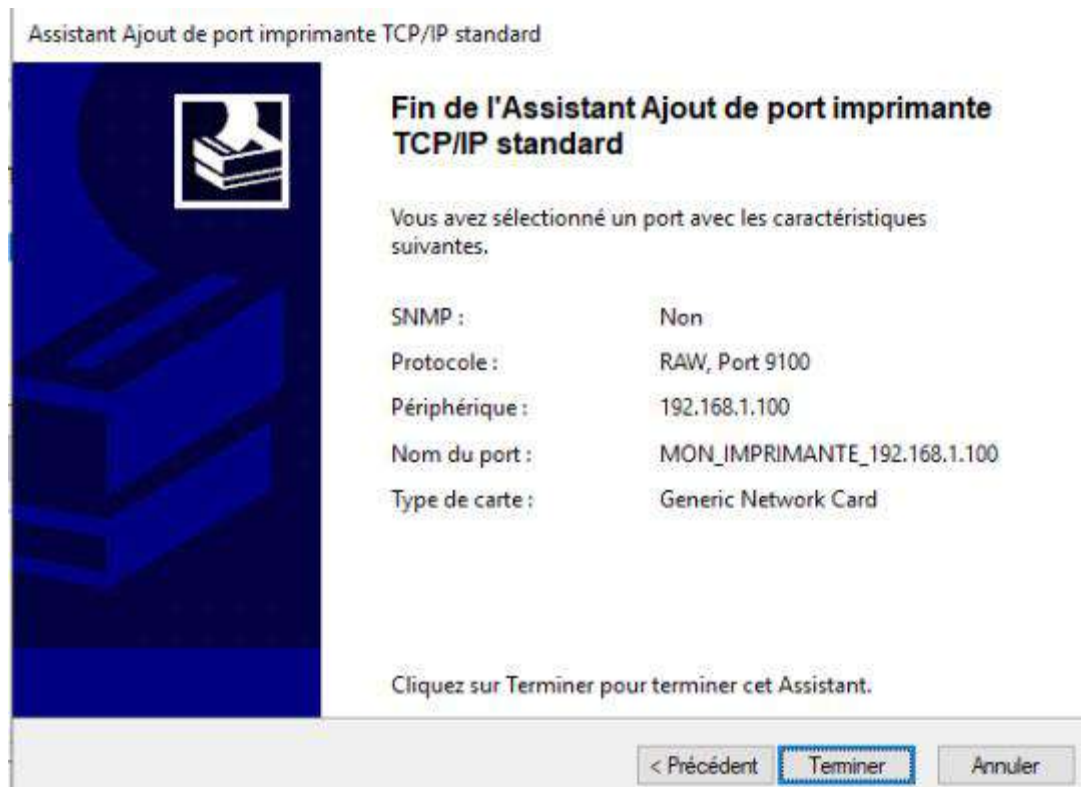 Assistant Ajout de port imprimante TCP/IP standard
Fin de l'Assistant Ajout de port imprimante
TCP/IP standard
Vous avez sélectionné un port avec les caractéristiques
suivantes.
SNMP : Non
Protocole : RAW, Port 9100
Périphérique : 192.168.1.100
Nom du port : MON_IMPRIMANTE_192.168.1.100
Type de carte : Generic Network Card
Cliquez sur Terminer pour terminer cet Assistant.
< Précédent Terminer Annuler